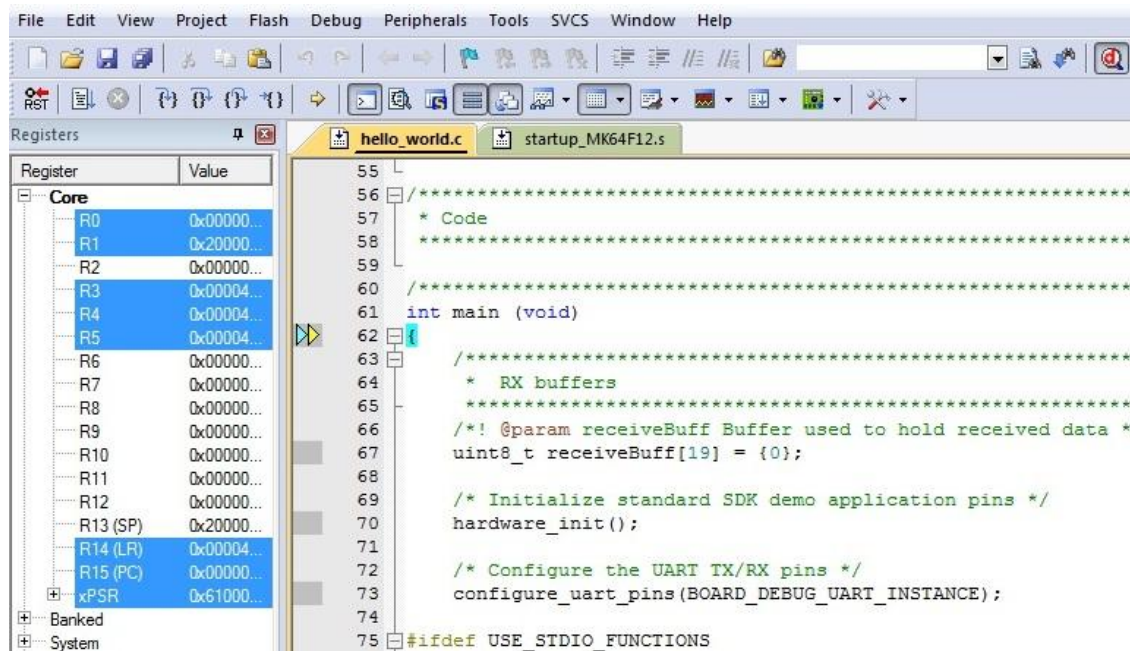 File Edit View Project Flash Debug Peripherals Tools SVCS Window Help
RST
Registers
Register Value
Core
R0 0x00000...
R1 0x20000...
R2 0x00000...
R3 0x00004...
R4 0x00004...
R5 0x00004...
R6 0x00000...
R7 0x00000...
R8 0x00000...
R9 0x00000...
R10 0x00000...
R11 0x00000...
R12 0x00000...
R13 (SP) 0x20000...
R14 (LR) 0x00004...
R15 (PC) 0x00000...
xPSR 0x61000...
Banked
System
hello_world.c startup_MK64F12.s
55
56 /*****************************************************************
57 * Code
58 *****************************************************************
59
60 /*****************************************************************
61 int main (void)
62 {
63 /************************************************************
64 * RX buffers
65 ************************************************************
66 /*! @param receiveBuff Buffer used to hold received data *
67 uint8_t receiveBuff[19] = {0};
68
69 /* Initialize standard SDK demo application pins */
70 hardware_init();
71
72 /* Configure the UART TX/RX pins */
73 configure_uart_pins(BOARD_DEBUG_UART_INSTANCE);
74
75 #ifdef USE_STDIO_FUNCTIONS